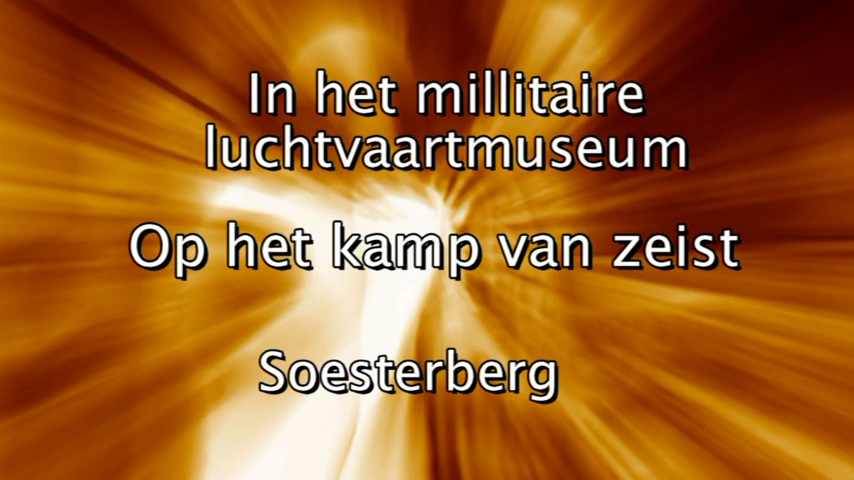 In het millitaire
luchtvaartmuseum
Op het kamp van zeist
Soesterberg